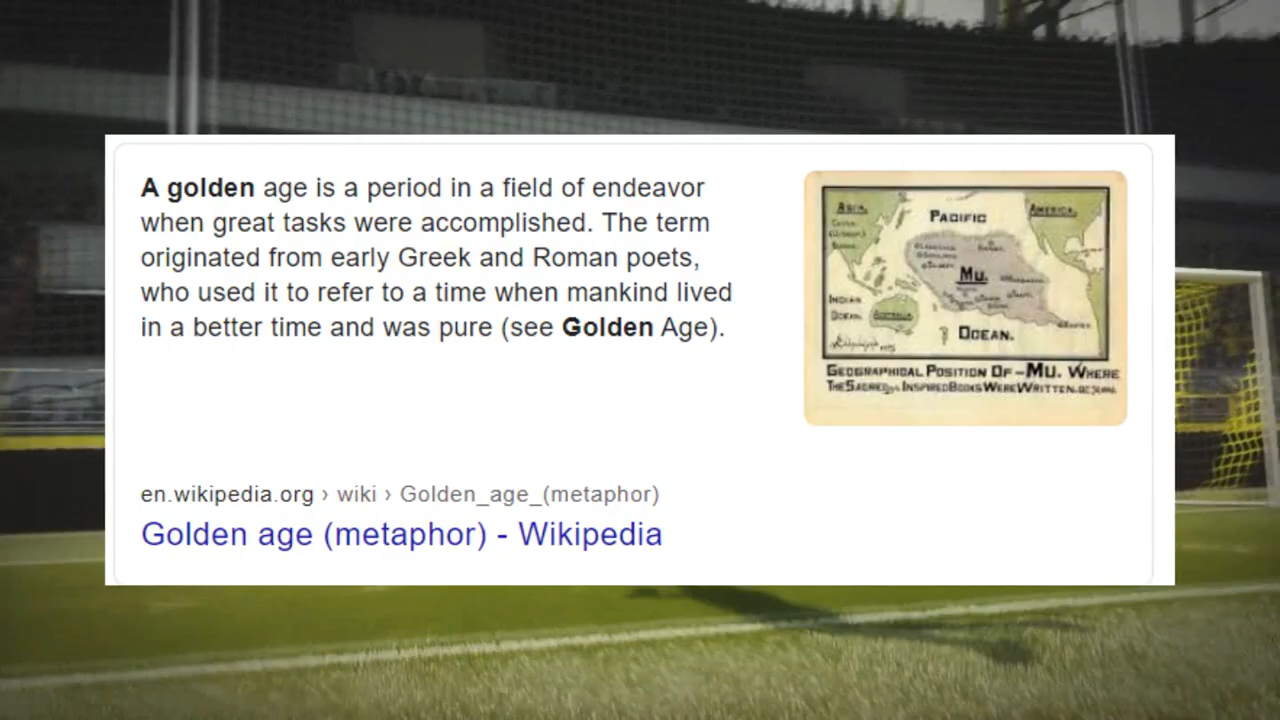 A golden age is a period in a field of endeavor
when great tasks were accomplished. The term
originated from early Greek and Roman poets,
who used it to refer to a time when mankind lived
in a better time and was pure (see Golden Age).
en.wikipedia.org › wiki › Golden_age_(metaphor)
Golden age (metaphor) - Wikipedia
ASIA.
PACIFIC
AMERICA.
MU.
INDIAN
OCEAN.
AUSTRALIA
OCEAN.
GEOGRAPHICAL POSITION OF - MU. WHERE
THE SACRED INSPIRED BOOKS WERE WRITTEN.